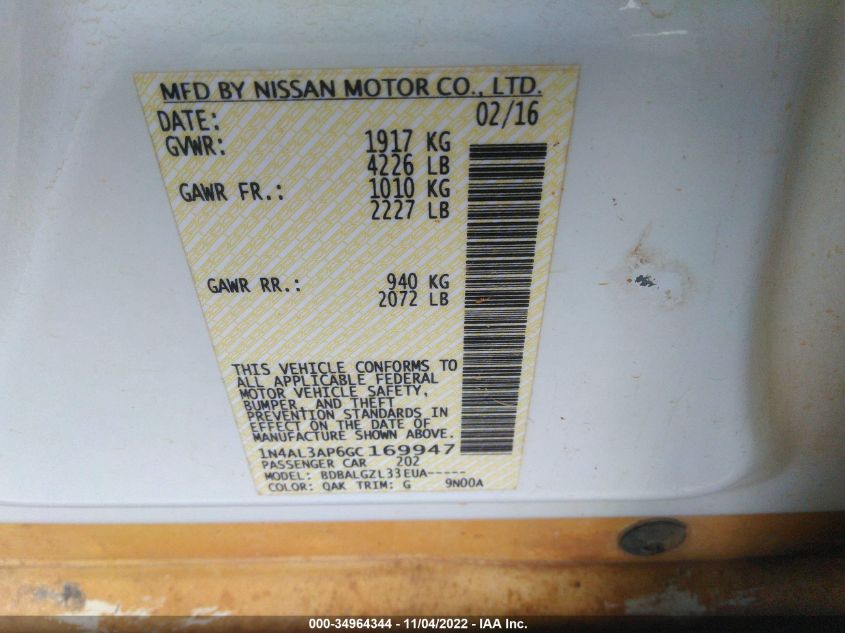 MFD BY NISSAN MOTOR CO., LTD.
DATE: 02/16
GVWR: 1917 KG
4226 LB
GAWR FR.: 1010 KG
2227 LB
GAWR RR.: 940 KG
2072 LB
THIS VEHICLE CONFORMS TO
ALL APPLICABLE FEDERAL
MOTOR VEHICLE SAFETY,
BUMPER, AND THEFT
PREVENTION STANDARDS IN
EFFECT ON THE DATE OF
MANUFACTURE SHOWN ABOVE.
1N4AL3AP6GC169947
PASSENGER CAR 202
MODEL: BDBALGZL33EUA-----
COLOR: QAK TRIM: G 9N00A
000-34964344 - 11/04/2022 - IAA Inc.